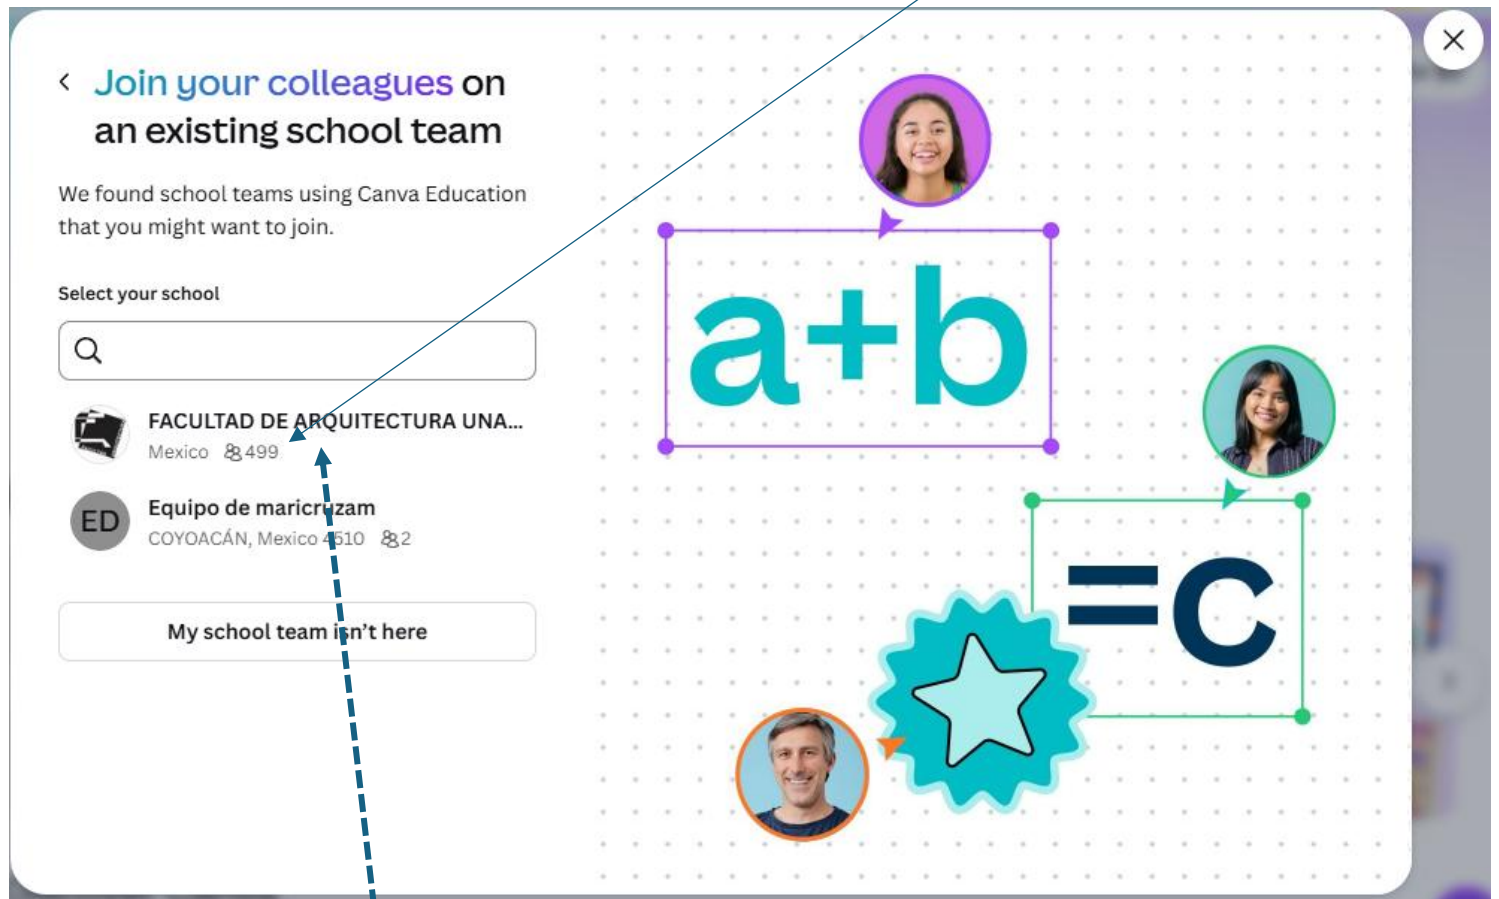 Join your colleagues on
an existing school team
We found school teams using Canva Education
that you might want to join.
Select your school
FACULTAD DE ARQUITECTURA UNA...
Mexico 499
ED
Equipo de maricruzam
COYOACÁN, Mexico 4510 2
My school team isn't here
a+b
=c